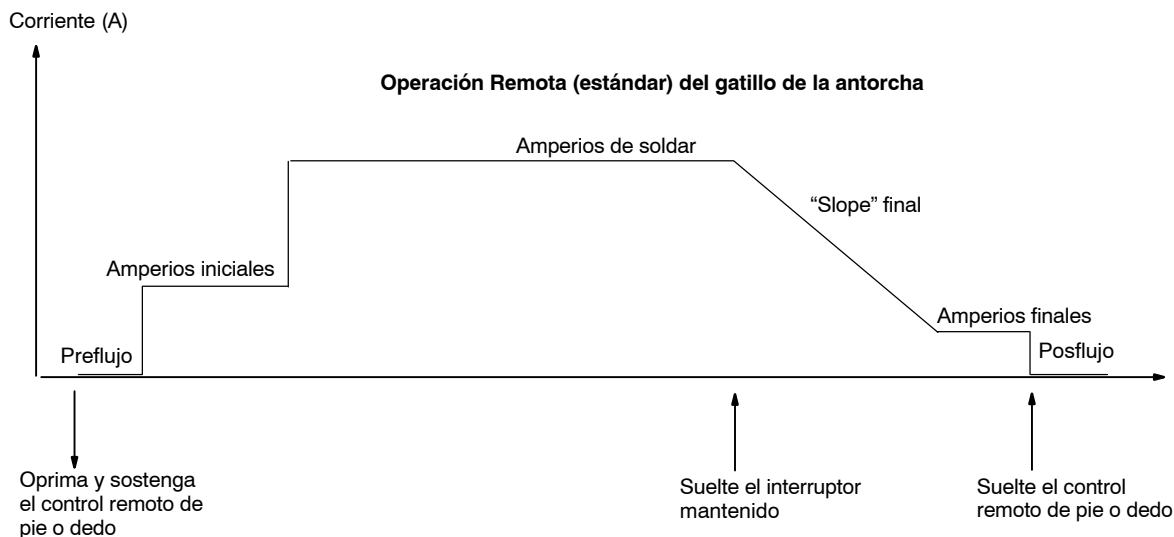 Corriente (A)
Operación Remota (estándar) del gatillo de la antorcha
Amperios de soldar
“Slope” final
Amperios iniciales
Amperios finales
Preflujo
Posflujo
Oprima y sostenga
el control remoto de
pie o dedo
Suelte el interruptor
mantenido
Suelte el control
remoto de pie o dedo